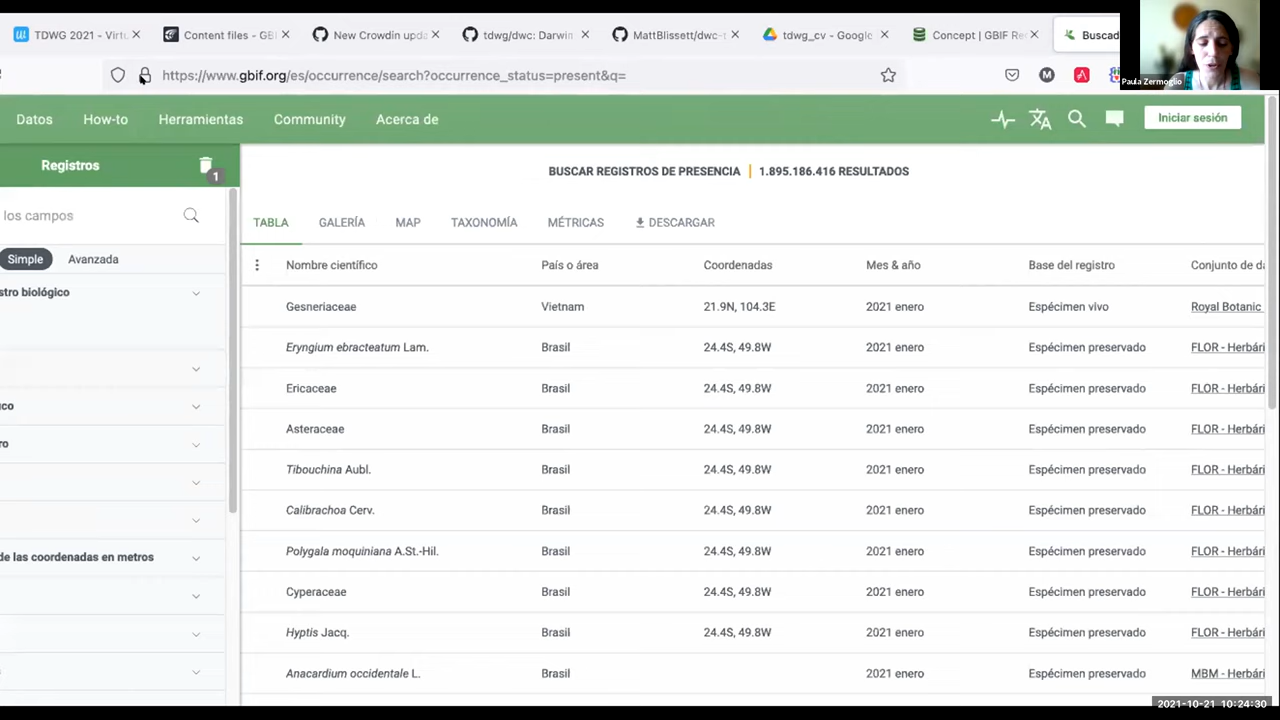 TDWG 2021 - Virtu
Content files - GBI
New Crowdin upda
tdwg/dwc: Darwin
MattBlissett/dwc-t
tdwg_cv - Google
Concept | GBIF Re
Buscad
https://www.gbif.org/es/occurrence/search?occurrence_status=present&q=
M
Paula Zermoglio
Datos
How-to
Herramientas
Community
Acerca de
Iniciar sesión
Registros
1
BUSCAR REGISTROS DE PRESENCIA | 1.895.186.416 RESULTADOS
los campos
TABLA
GALERÍA
MAP
TAXONOMÍA
MÉTRICAS
DESCARGAR
Simple
Avanzada
Nombre científico
País o área
Coordenadas
Mes & año
Base del registro
Conjunto de da
stro biológico
Gesneriaceae Vietnam 21.9N, 104.3E 2021 enero Espécimen vivo Royal Botanic
Eryngium ebracteatum Lam. Brasil 24.4S, 49.8W 2021 enero Espécimen preservado FLOR - Herbári
Ericaceae Brasil 24.4S, 49.8W 2021 enero Espécimen preservado FLOR - Herbári
uco
Asteraceae Brasil 24.4S, 49.8W 2021 enero Espécimen preservado FLOR - Herbári
ro
Tibouchina Aubl. Brasil 24.4S, 49.8W 2021 enero Espécimen preservado FLOR - Herbári
Calibrachoa Cerv. Brasil 24.4S, 49.8W 2021 enero Espécimen preservado FLOR - Herbári
de las coordenadas en metros
Polygala moquiniana A.St.-Hil. Brasil 24.4S, 49.8W 2021 enero Espécimen preservado FLOR - Herbári
Cyperaceae Brasil 24.4S, 49.8W 2021 enero Espécimen preservado FLOR - Herbári
Hyptis Jacq. Brasil 24.4S, 49.8W 2021 enero Espécimen preservado FLOR - Herbári
Anacardium occidentale L. Brasil 2021 enero Espécimen preservado MBM - Herbári
2021-10-21 10:24:30